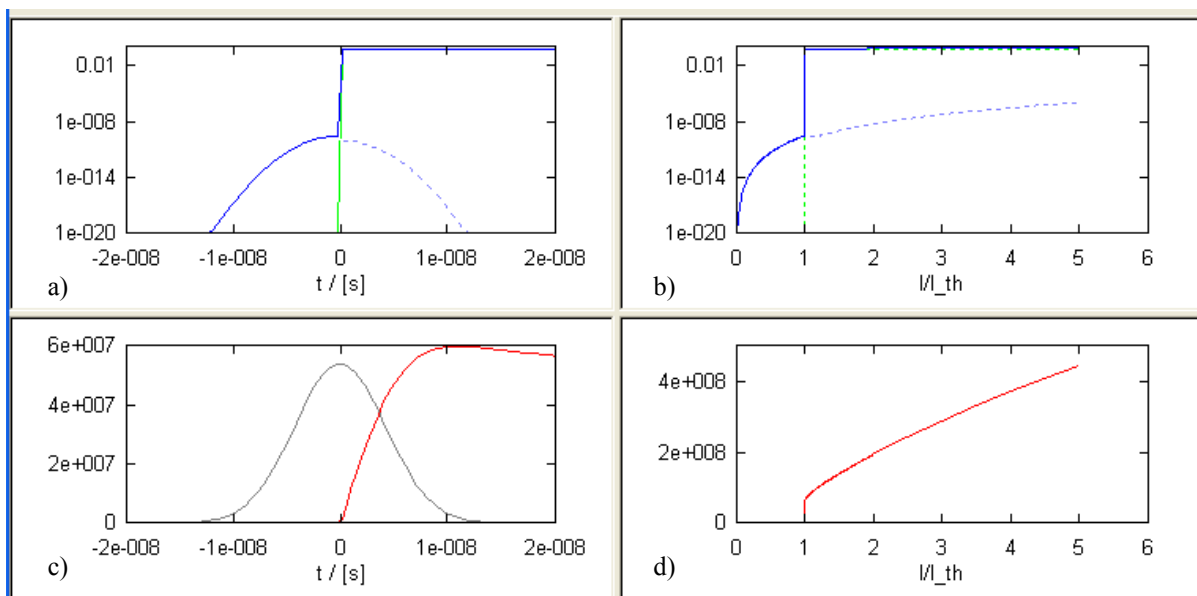 0.01
1e-008
1e-014
1e-020
-2e-008 -1e-008 0 1e-008 2e-008
t / [s]
a)
0.01
1e-008
1e-014
1e-020
0 1 2 3 4 5 6
I/I_th
b)
6e+007
4e+007
2e+007
0
-2e-008 -1e-008 0 1e-008 2e-008
t / [s]
c)
4e+008
2e+008
0
0 1 2 3 4 5 6
I/I_th
d)